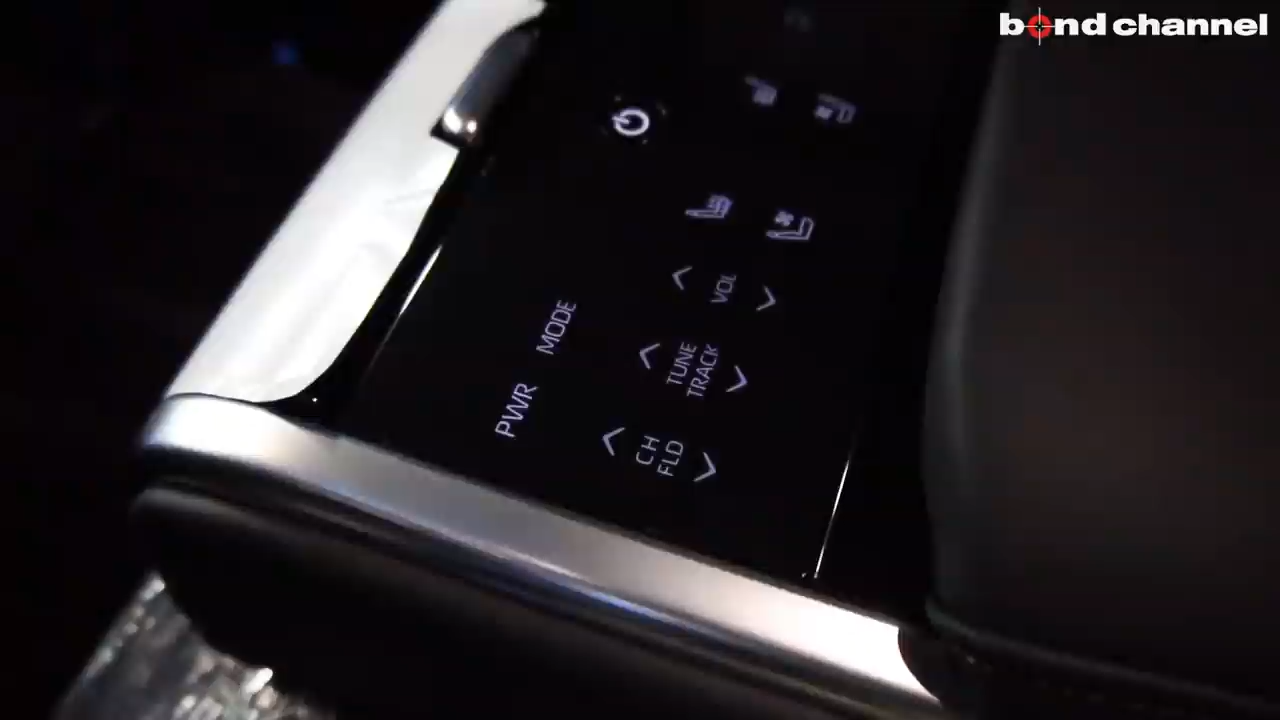 bond channel
MODE
PWR
VOL
TUNE
TRACK
CH
FLD